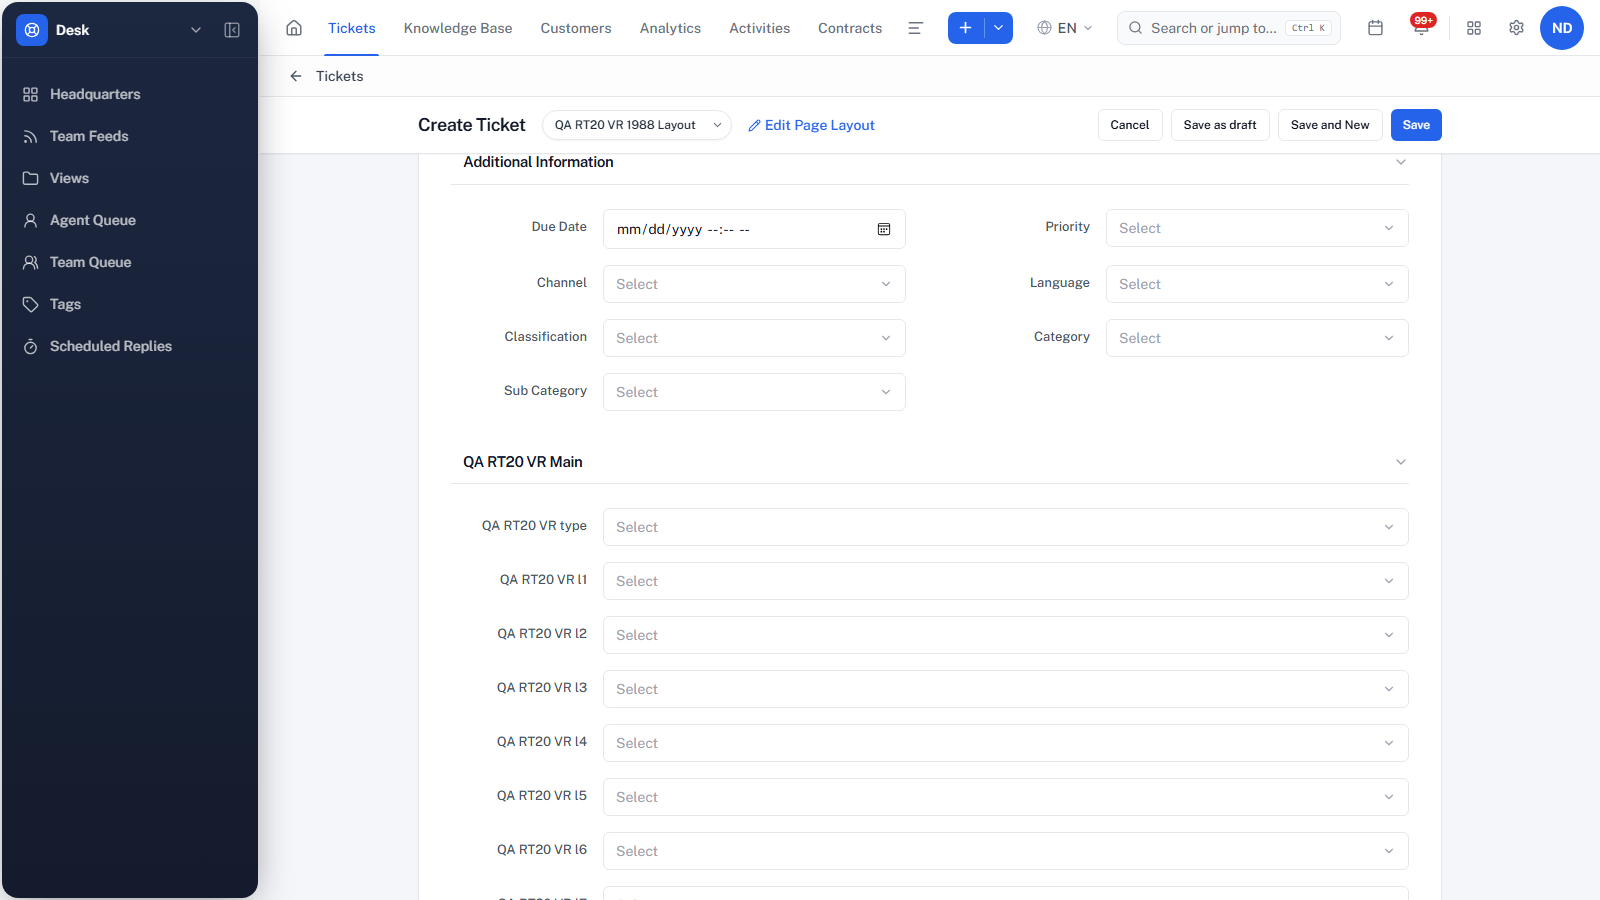 Desk
Headquarters
Team Feeds
Views
Agent Queue
Team Queue
Tags
Scheduled Replies
Tickets
Knowledge Base
Customers
Analytics
Activities
Contracts
EN
Search or jump to...
Ctrl K
99+
ND
Tickets
Create Ticket
QA RT20 VR 1988 Layout
Edit Page Layout
Cancel
Save as draft
Save and New
Save
Additional Information
Due Date
mm/dd/yyyy --:-- --
Priority
Select
Channel
Select
Language
Select
Classification
Select
Category
Select
Sub Category
Select
QA RT20 VR Main
QA RT20 VR type
Select
QA RT20 VR l1
Select
QA RT20 VR l2
Select
QA RT20 VR l3
Select
QA RT20 VR l4
Select
QA RT20 VR l5
Select
QA RT20 VR l6
Select